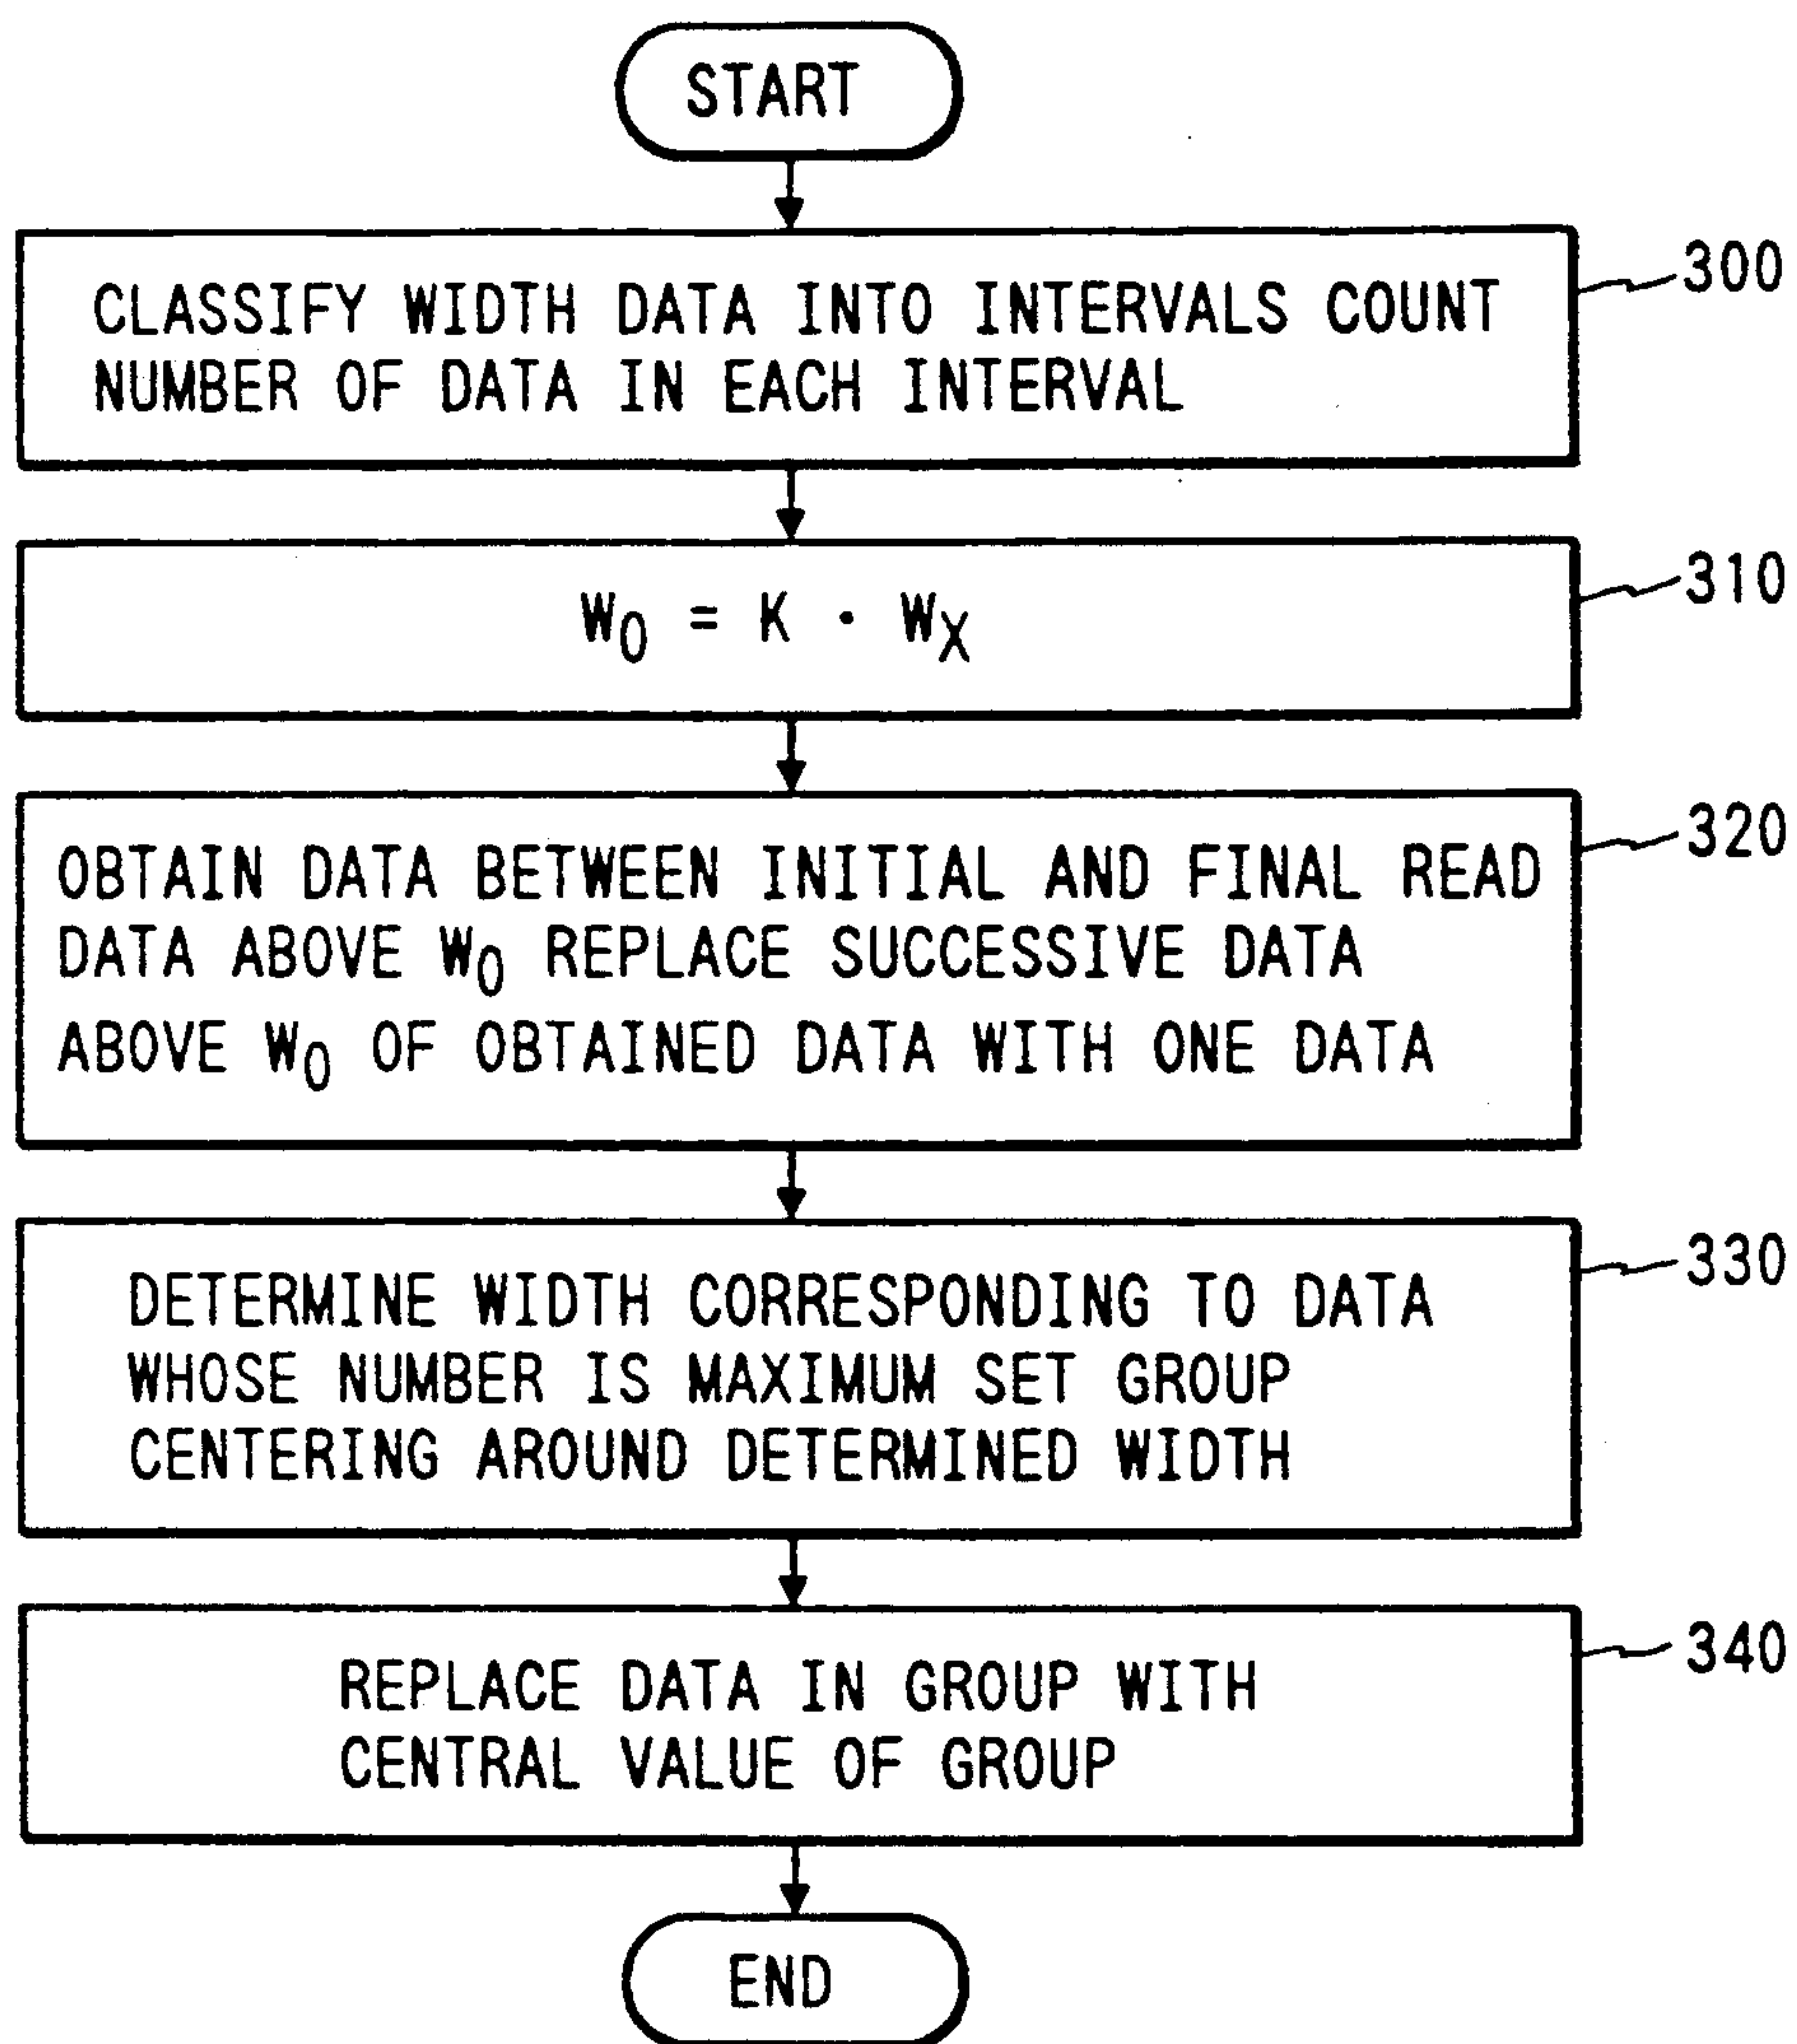 START
CLASSIFY WIDTH DATA INTO INTERVALS COUNT
NUMBER OF DATA IN EACH INTERVAL
300
W₀ = K · Wₓ
310
OBTAIN DATA BETWEEN INITIAL AND FINAL READ
DATA ABOVE W₀ REPLACE SUCCESSIVE DATA
ABOVE W₀ OF OBTAINED DATA WITH ONE DATA
320
DETERMINE WIDTH CORRESPONDING TO DATA
WHOSE NUMBER IS MAXIMUM SET GROUP
CENTERING AROUND DETERMINED WIDTH
330
REPLACE DATA IN GROUP WITH
CENTRAL VALUE OF GROUP
340
END